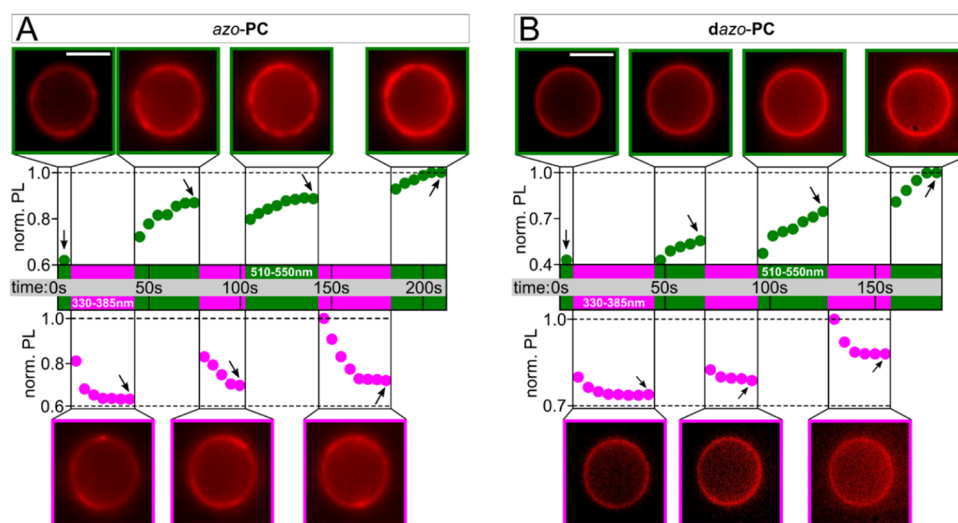 A
azo-PC
B
dazo-PC
norm. PL
1.0
0.8
0.6
510-550nm
time:0s
50s
100s
150s
200s
330-385nm
norm. PL
1.0
0.8
0.6
norm. PL
1.0
0.7
0.4
510-550nm
time:0s
50s
100s
150s
330-385nm
norm. PL
1.0
0.7